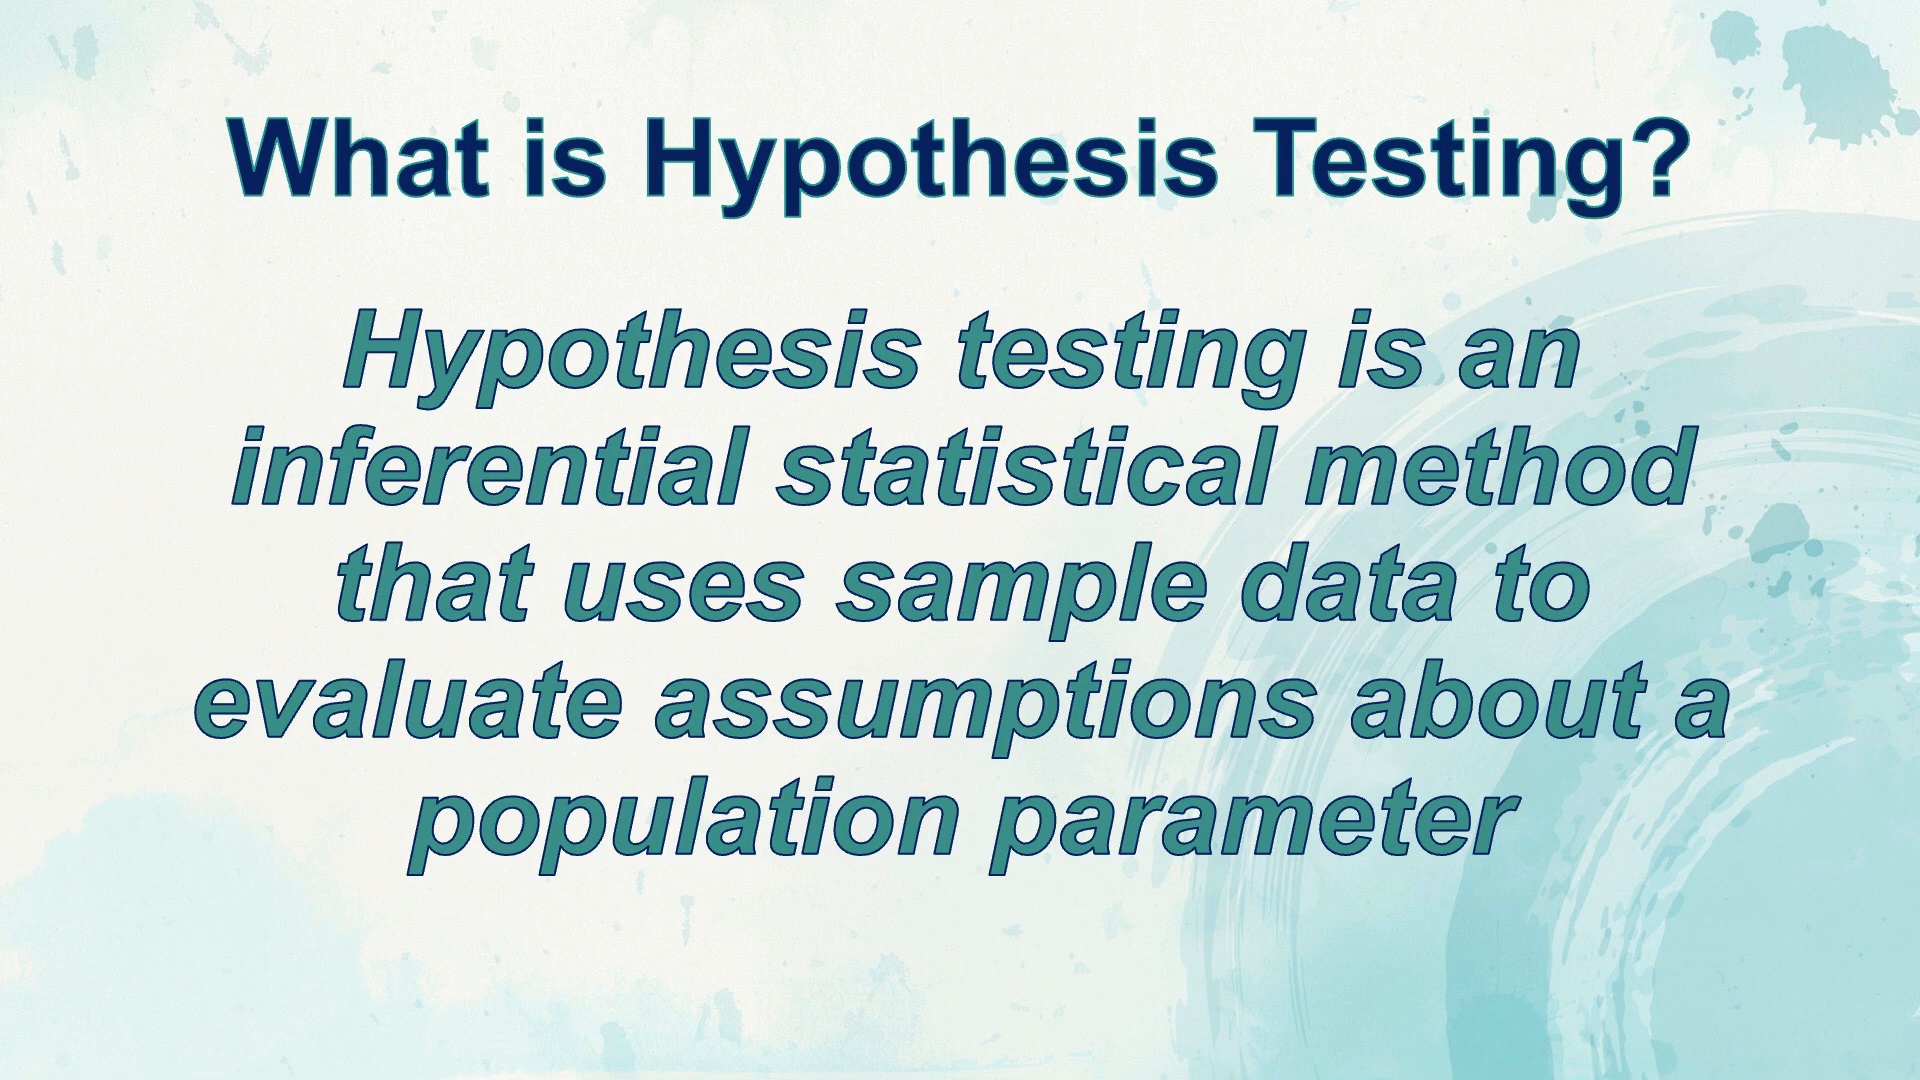 What is Hypothesis Testing?
Hypothesis testing is an
inferential statistical method
that uses sample data to
evaluate assumptions about a
population parameter